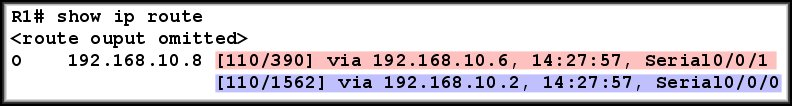 R1# show ip route
<route ouput omitted>
O 192.168.10.8 [110/390] via 192.168.10.6, 14:27:57, Serial0/0/1
[110/1562] via 192.168.10.2, 14:27:57, Serial0/0/0